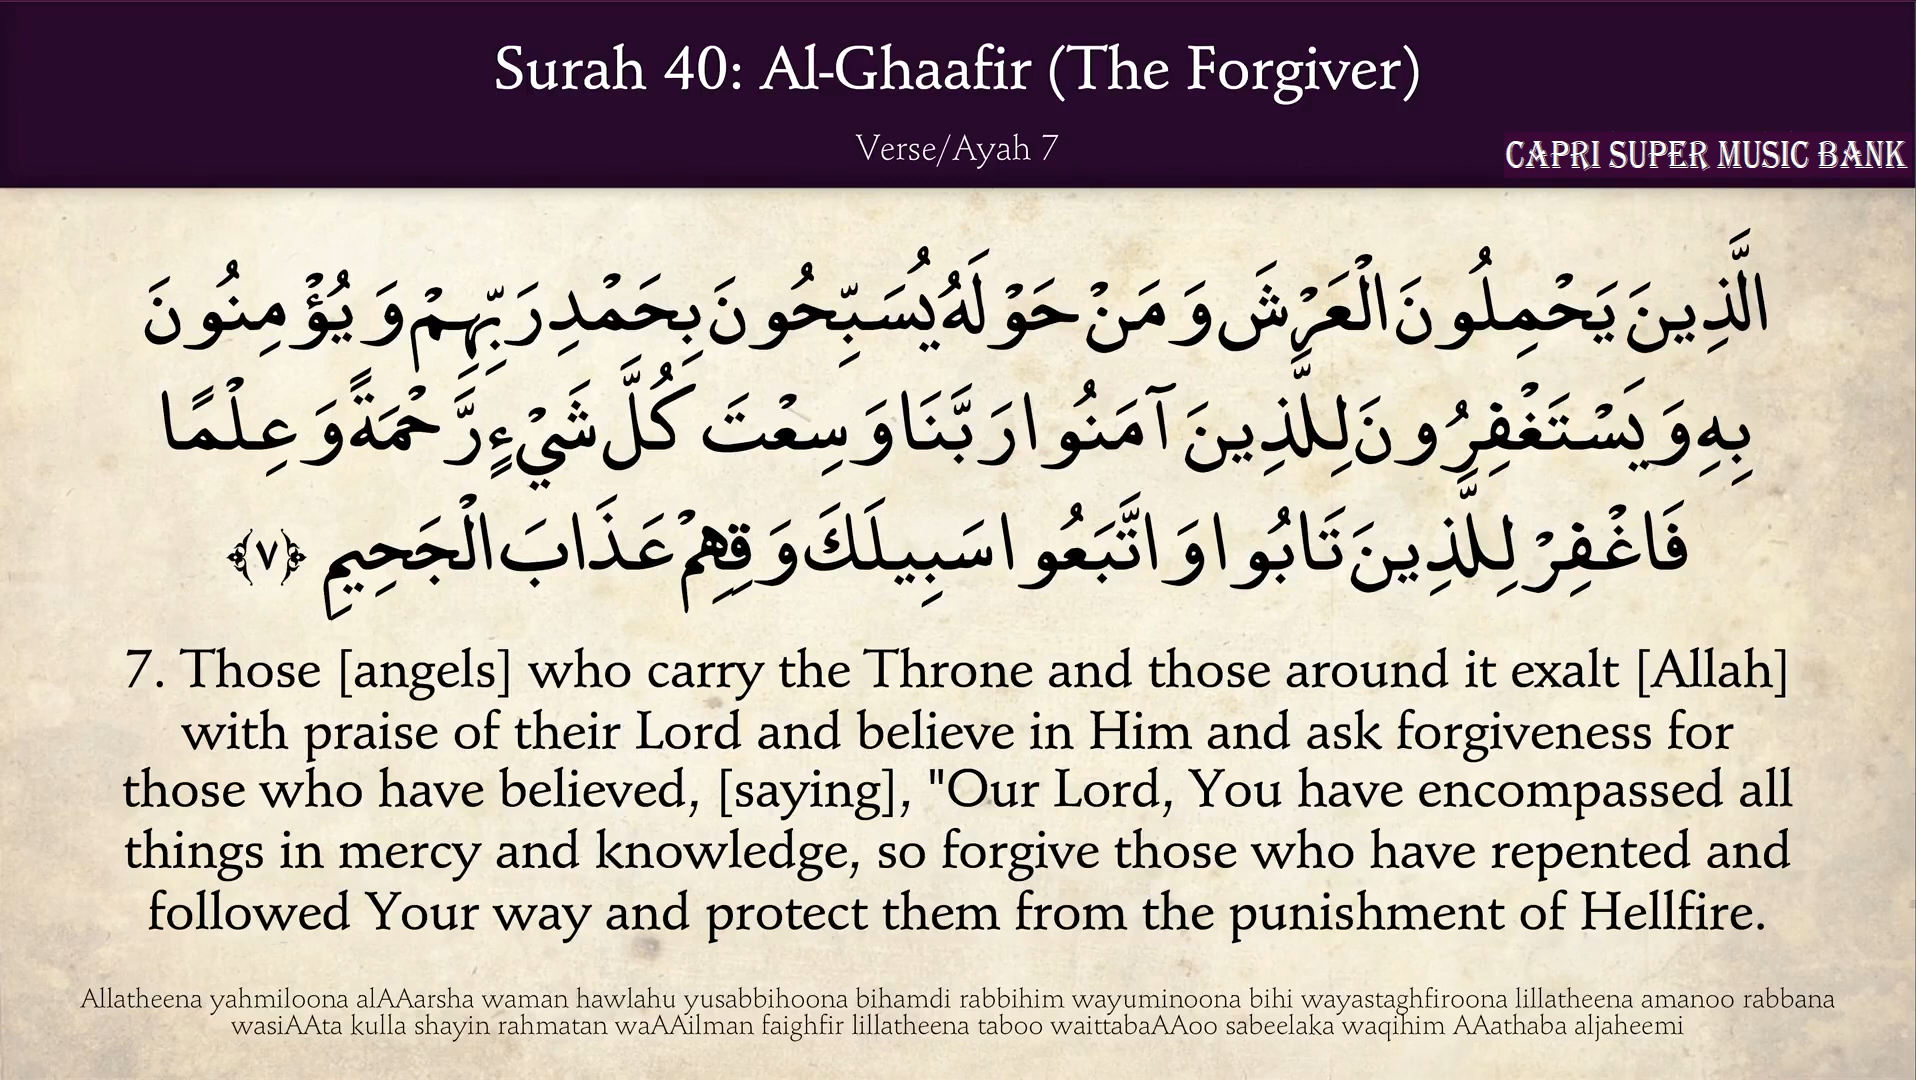 Surah 40: Al-Ghaafir (The Forgiver)
Verse/Ayah 7
CAPRI SUPER MUSIC BANK
الَّذِينَ يَحْمِلُونَ الْعَرْشَ وَمَنْ حَوْلَهُ يُسَبِّحُونَ بِحَمْدِ رَبِّهِمْ وَيُؤْمِنُونَ
بِهِ وَيَسْتَغْفِرُونَ لِلَّذِينَ آمَنُوا رَبَّنَا وَسِعْتَ كُلَّ شَيْءٍ رَّحْمَةً وَعِلْمًا
فَاغْفِرْ لِلَّذِينَ تَابُوا وَاتَّبَعُوا سَبِيلَكَ وَقِهِمْ عَذَابَ الْجَحِيمِ ﴿٧﴾
7. Those [angels] who carry the Throne and those around it exalt [Allah]
with praise of their Lord and believe in Him and ask forgiveness for
those who have believed, [saying], "Our Lord, You have encompassed all
things in mercy and knowledge, so forgive those who have repented and
followed Your way and protect them from the punishment of Hellfire.
Allatheena yahmiloona alAAarsha waman hawlahu yusabbihoona bihamdi rabbihim wayuminoona bihi wayastaghfiroona lillatheena amanoo rabbana
wasiAAta kulla shayin rahmatan waAAilman faighfir lillatheena taboo waittabaAAoo sabeelaka waqihim AAathaba aljaheemi